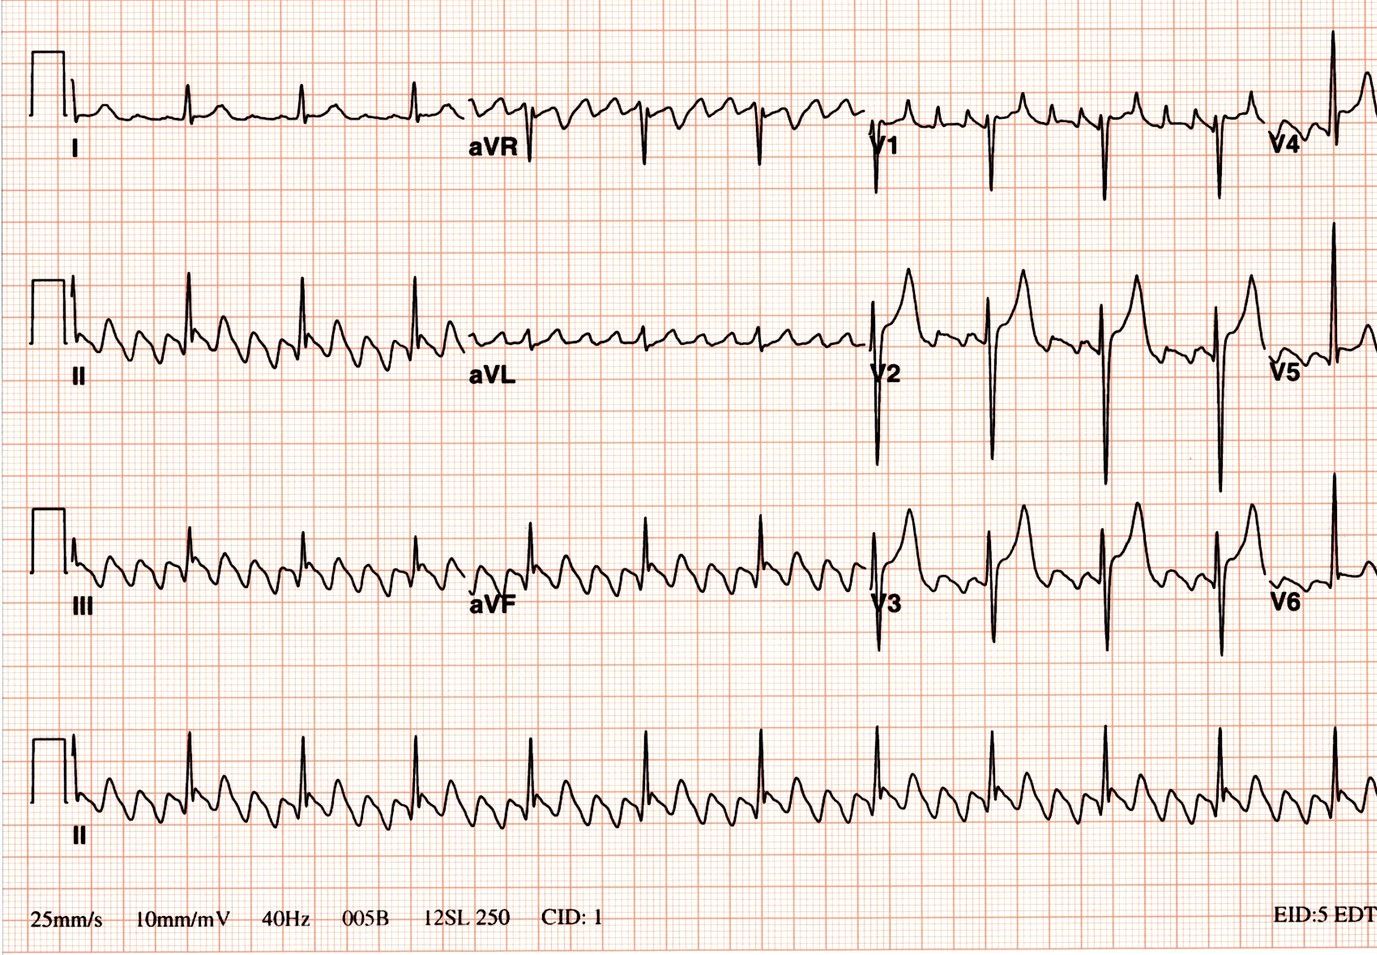 I aVR V1 V4
II aVL V2 V5
III aVF V3 V6
II
25mm/s 10mm/mV 40Hz 005B 12SL 250 CID: 1 EID:5 EDT